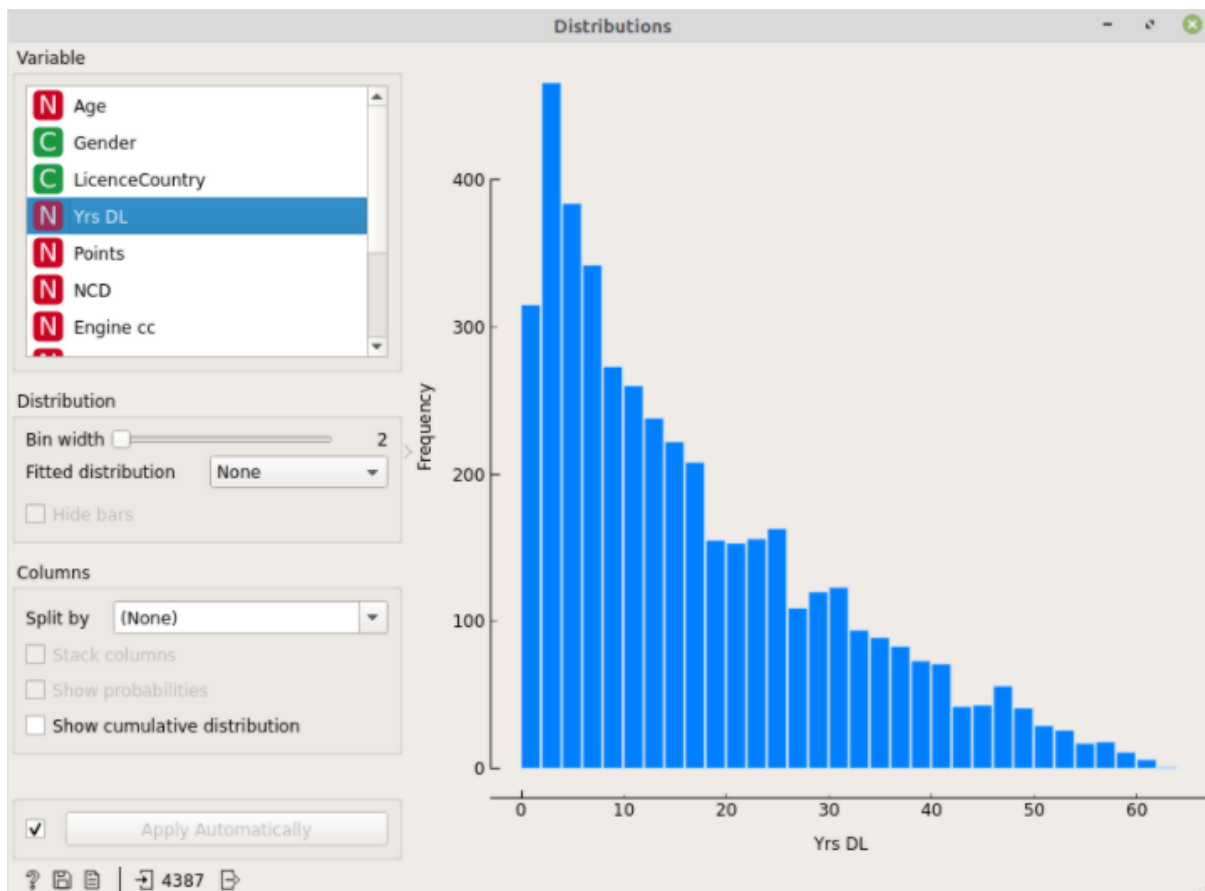 Distributions
Variable
N Age
C Gender
C LicenceCountry
N Yrs DL
N Points
N NCD
N Engine cc
Distribution
Bin width 2
Fitted distribution None
Hide bars
Columns
Split by (None)
Stack columns
Show probabilities
Show cumulative distribution
Apply Automatically
? 4387
Frequency
400
300
200
100
0
0 10 20 30 40 50 60
Yrs DL